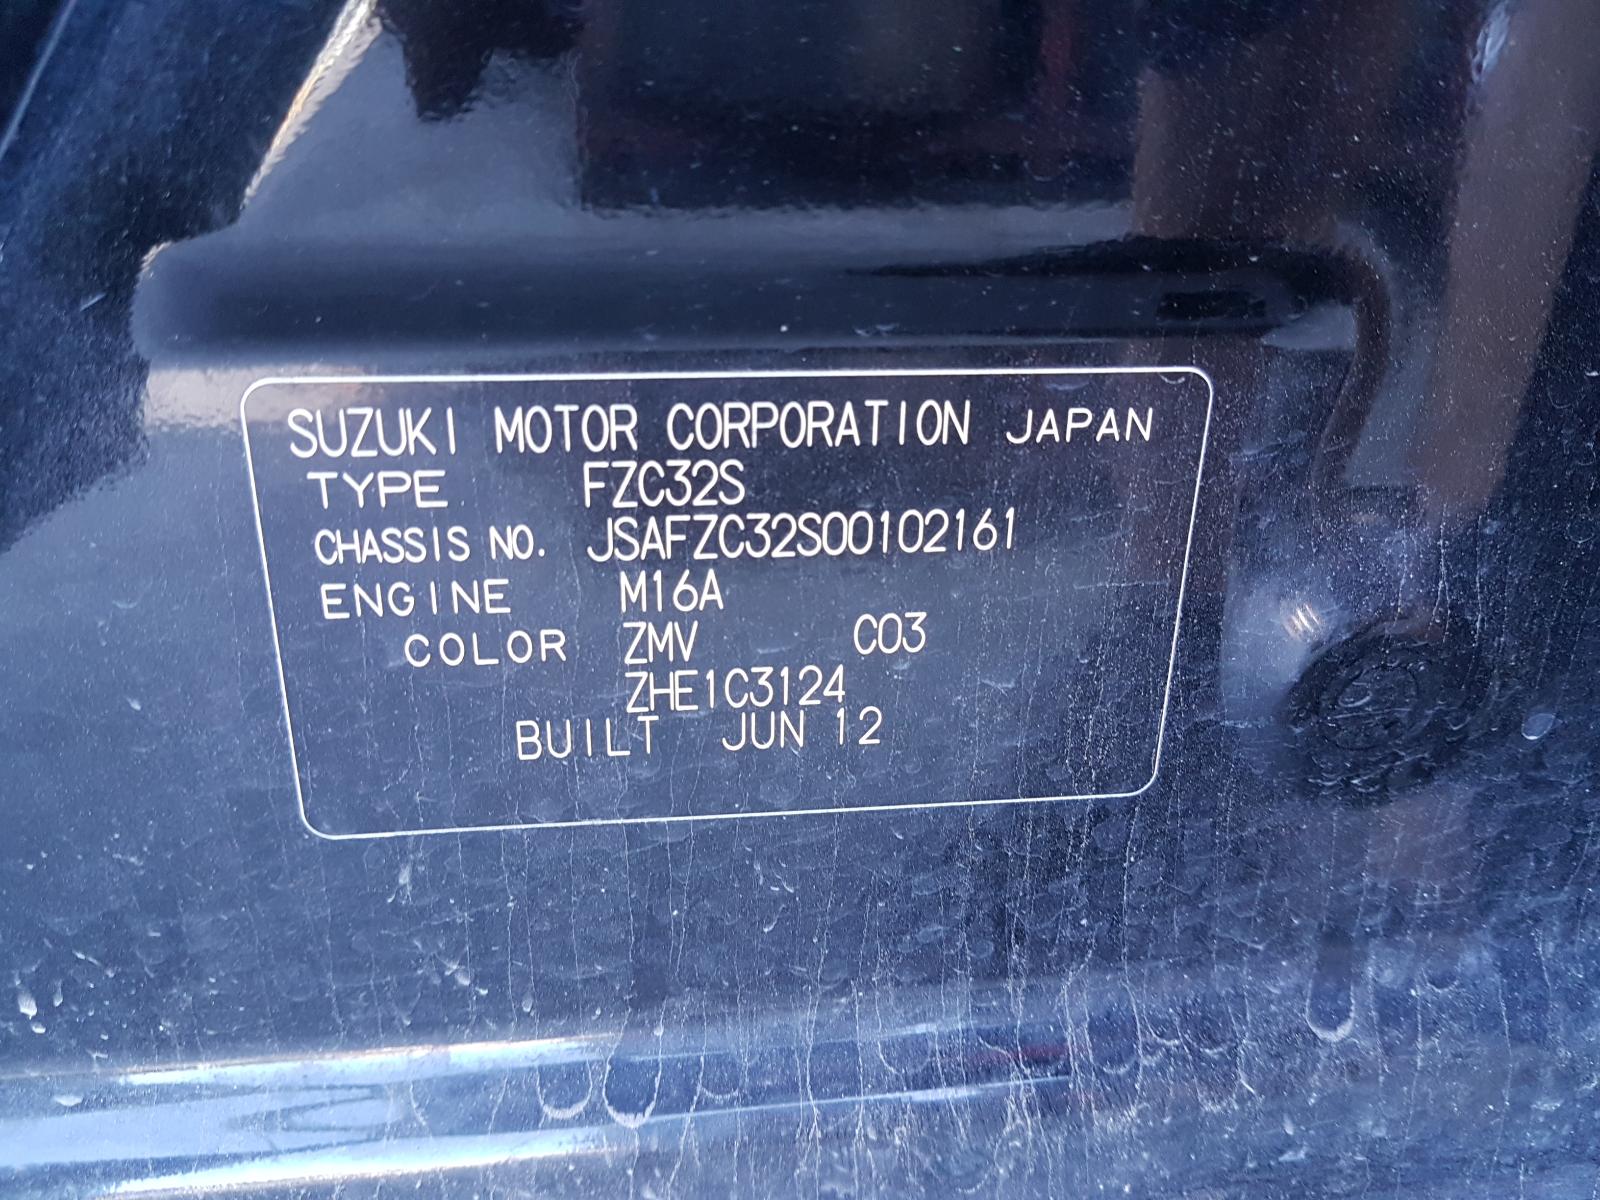 SUZUKI MOTOR CORPORATION JAPAN
TYPE FZC32S
CHASSIS NO. JSAFZC32S00102161
ENGINE M16A
COLOR ZMV C03
ZHE1C3124
BUILT JUN 12